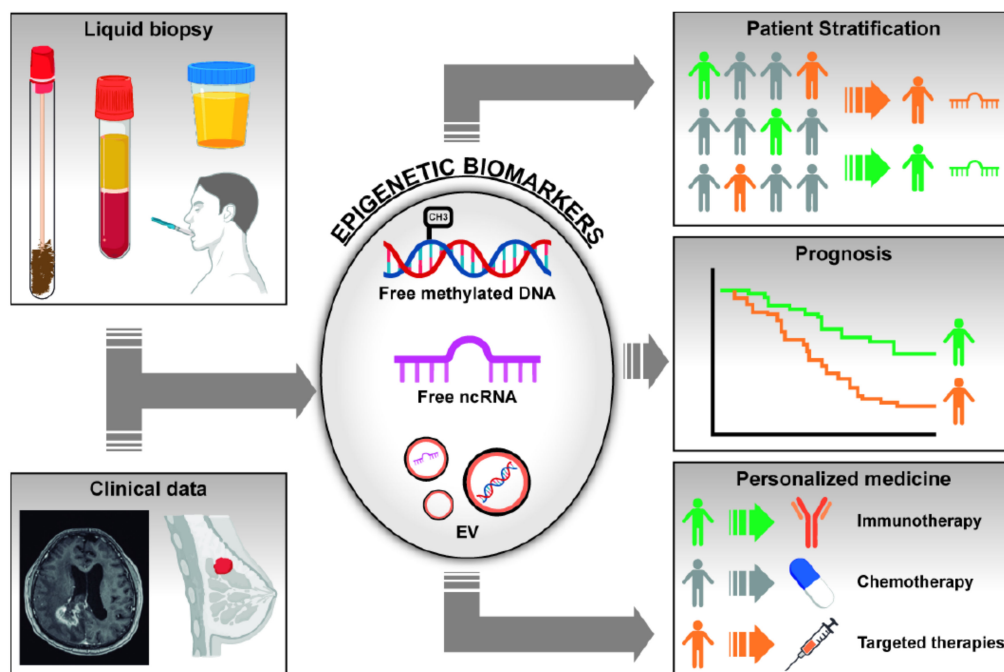 Liquid biopsy
Clinical data
EPIGENETIC BIOMARKERS
CH3
Free methylated DNA
Free ncRNA
EV
Patient Stratification
Prognosis
Personalized medicine
Immunotherapy
Chemotherapy
Targeted therapies